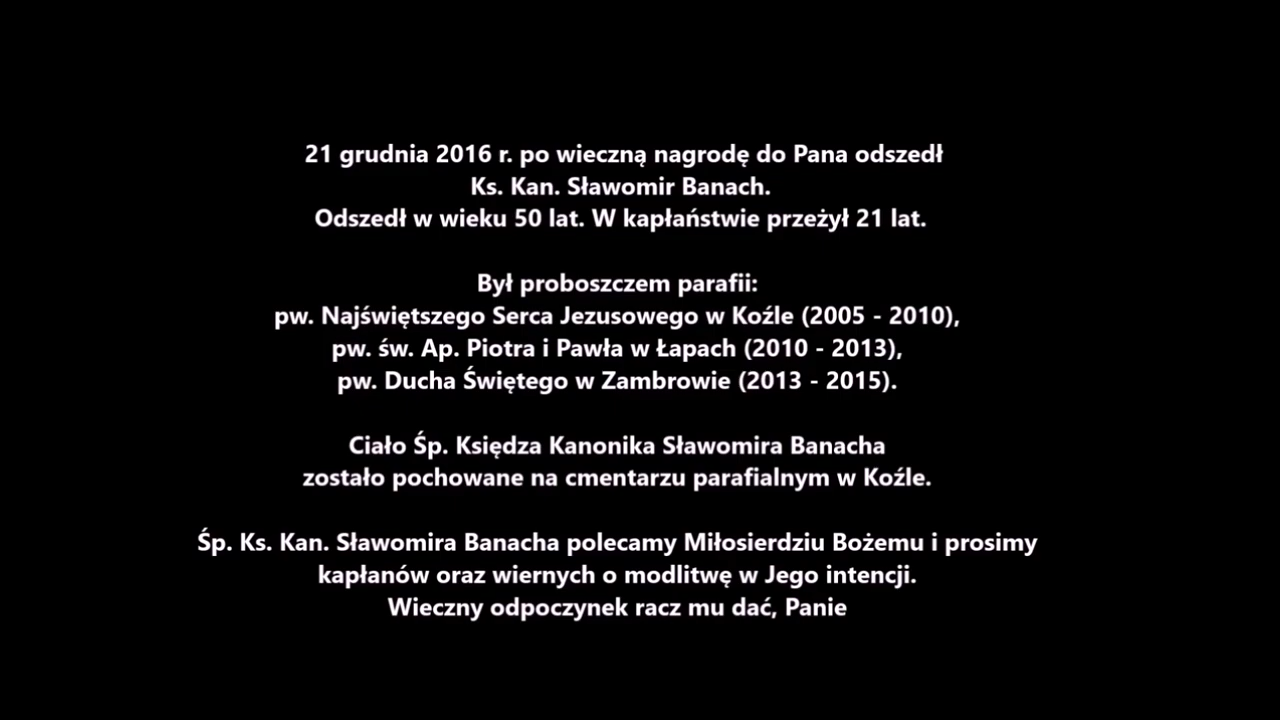 21 grudnia 2016 r. po wieczną nagrodę do Pana odszedł
Ks. Kan. Sławomir Banach.
Odszedł w wieku 50 lat. W kapłaństwie przeżył 21 lat.
Był proboszczem parafii:
pw. Najświętszego Serca Jezusowego w Koźle (2005 - 2010),
pw. św. Ap. Piotra i Pawła w Łapach (2010 - 2013),
pw. Ducha Świętego w Zambrowie (2013 - 2015).
Ciało Śp. Księdza Kanonika Sławomira Banacha
zostało pochowane na cmentarzu parafialnym w Koźle.
Śp. Ks. Kan. Sławomira Banacha polecamy Miłosierdziu Bożemu i prosimy
kapłanów oraz wiernych o modlitwę w Jego intencji.
Wieczny odpoczynek racz mu dać, Panie